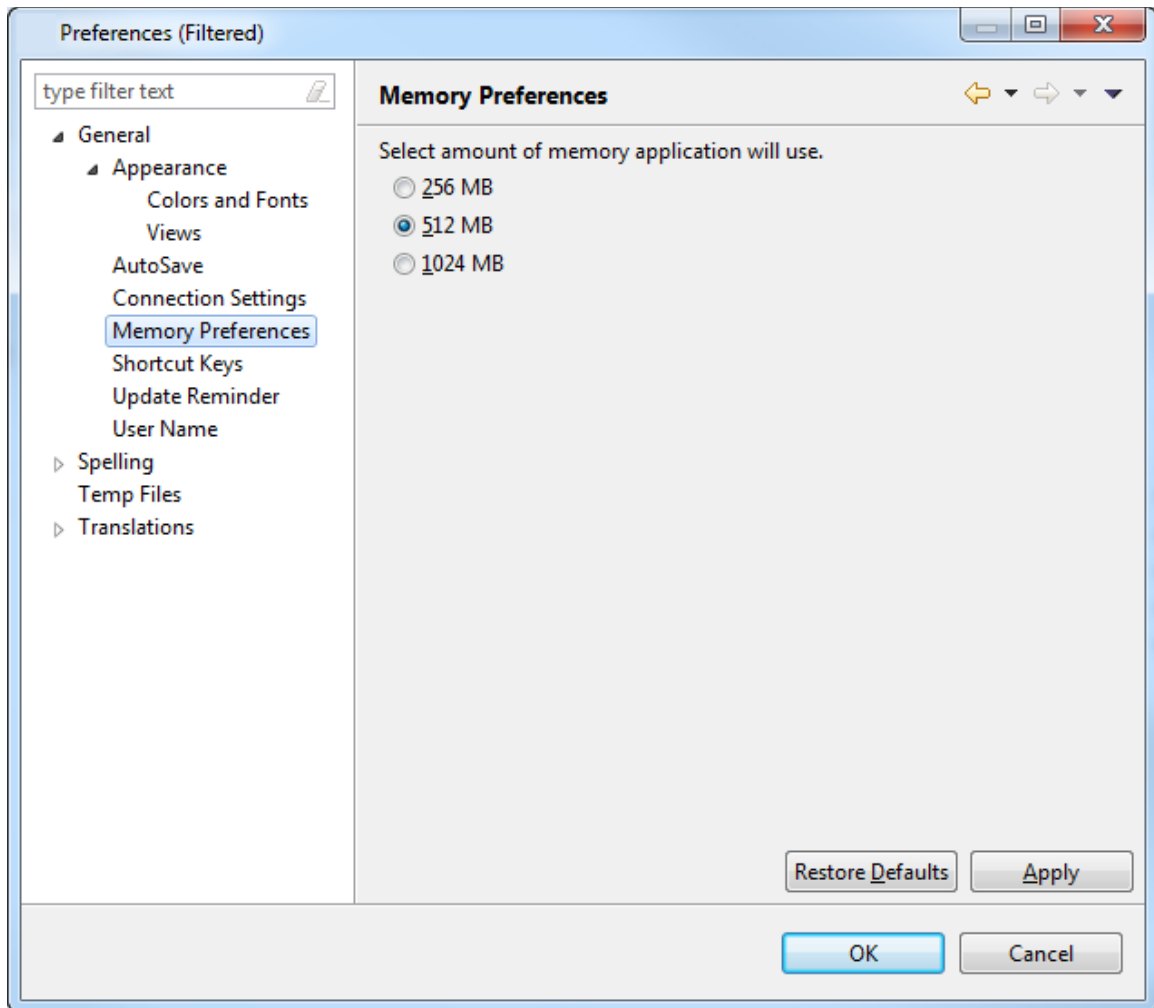 Preferences (Filtered)
type filter text
General
Appearance
Colors and Fonts
Views
AutoSave
Connection Settings
Memory Preferences
Shortcut Keys
Update Reminder
User Name
Spelling
Temp Files
Translations
Memory Preferences
Select amount of memory application will use.
256 MB
512 MB
1024 MB
Restore Defaults
Apply
OK
Cancel